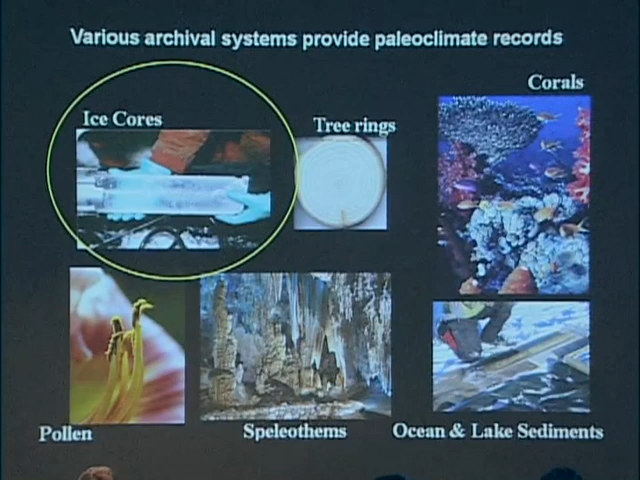 Various archival systems provide paleoclimate records
Corals
Ice Cores
Tree rings
Pollen
Speleothems
Ocean & Lake Sediments